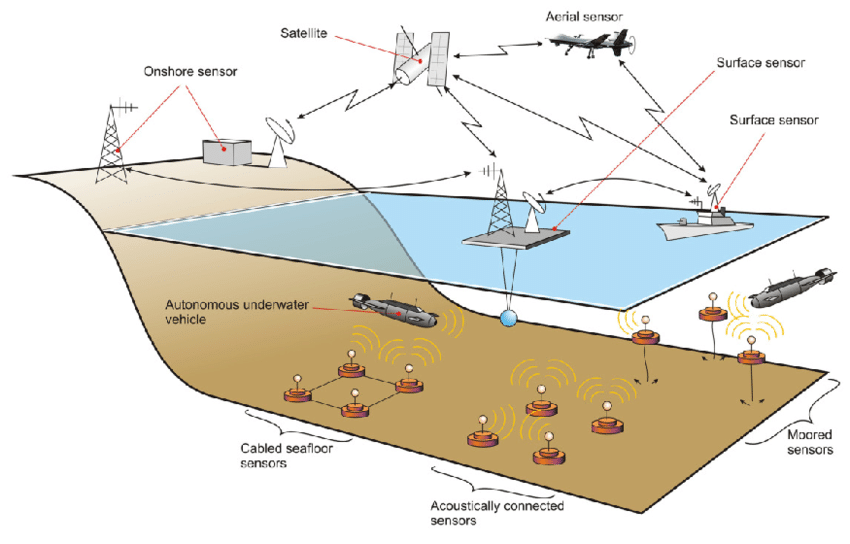 Aerial sensor
Satellite
Surface sensor
Onshore sensor
Surface sensor
Autonomous underwater
vehicle
Cabled seafloor
sensors
Moored
sensors
Acoustically connected
sensors